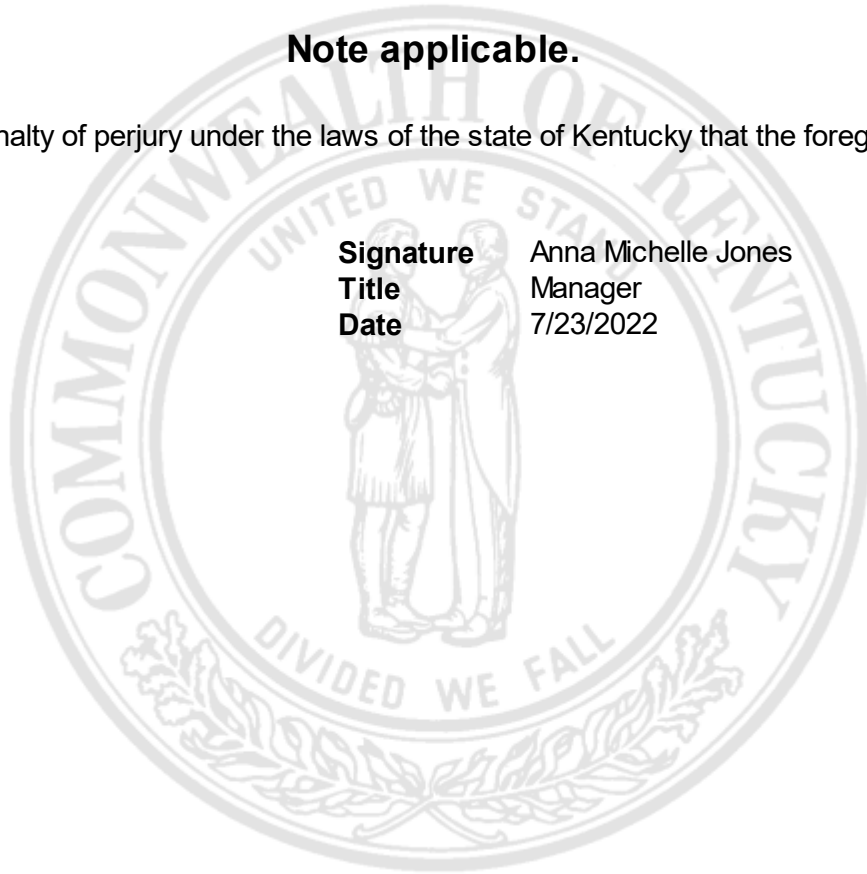 Note applicable.
nalty of perjury under the laws of the state of Kentucky that the foreg
COMMONWEALTH OF KENTUCKY
UNITED WE STAND
Signature Anna Michelle Jones
Title Manager
Date 7/23/2022
DIVIDED WE FALL